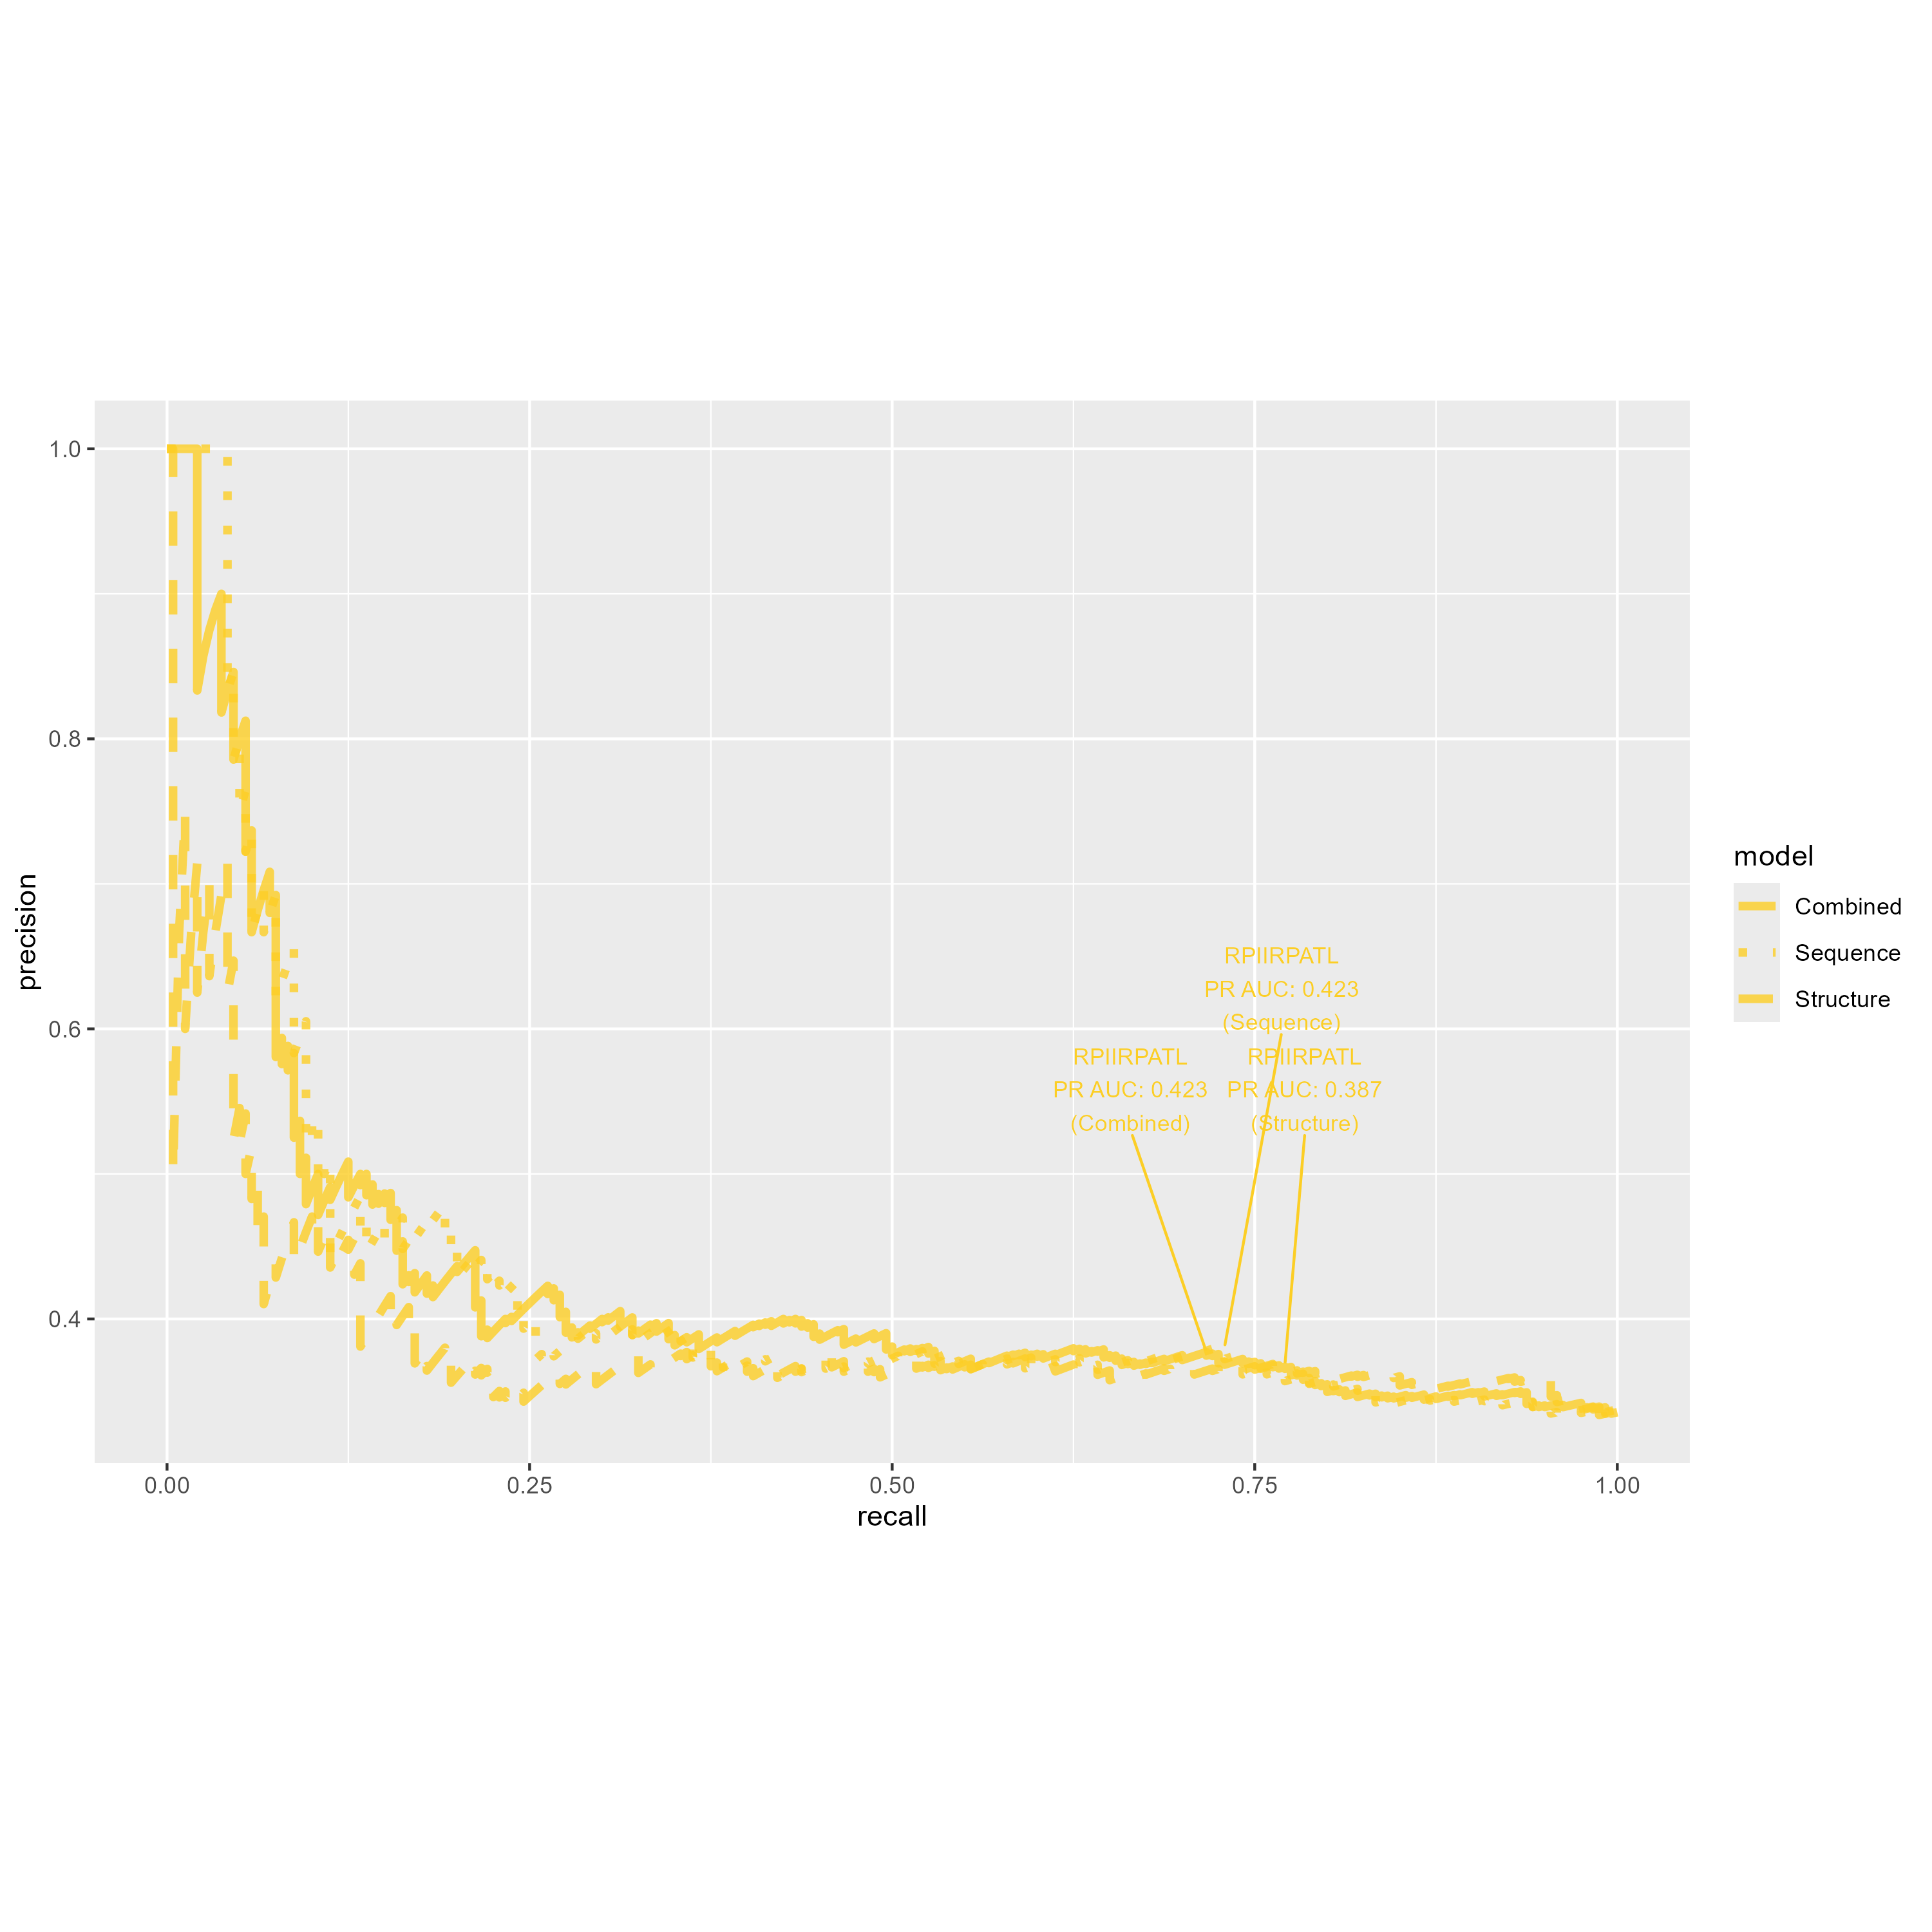 precision
1.0
0.8
0.6
0.4
0.00
0.25
0.50
0.75
1.00
recall
RPIIRPATL
PR AUC: 0.423
(Sequence)
RPIIRPATL
PR AUC: 0.423
(Combined)
RPIIRPATL
PR AUC: 0.387
(Structure)
model
Combined
Sequence
Structure